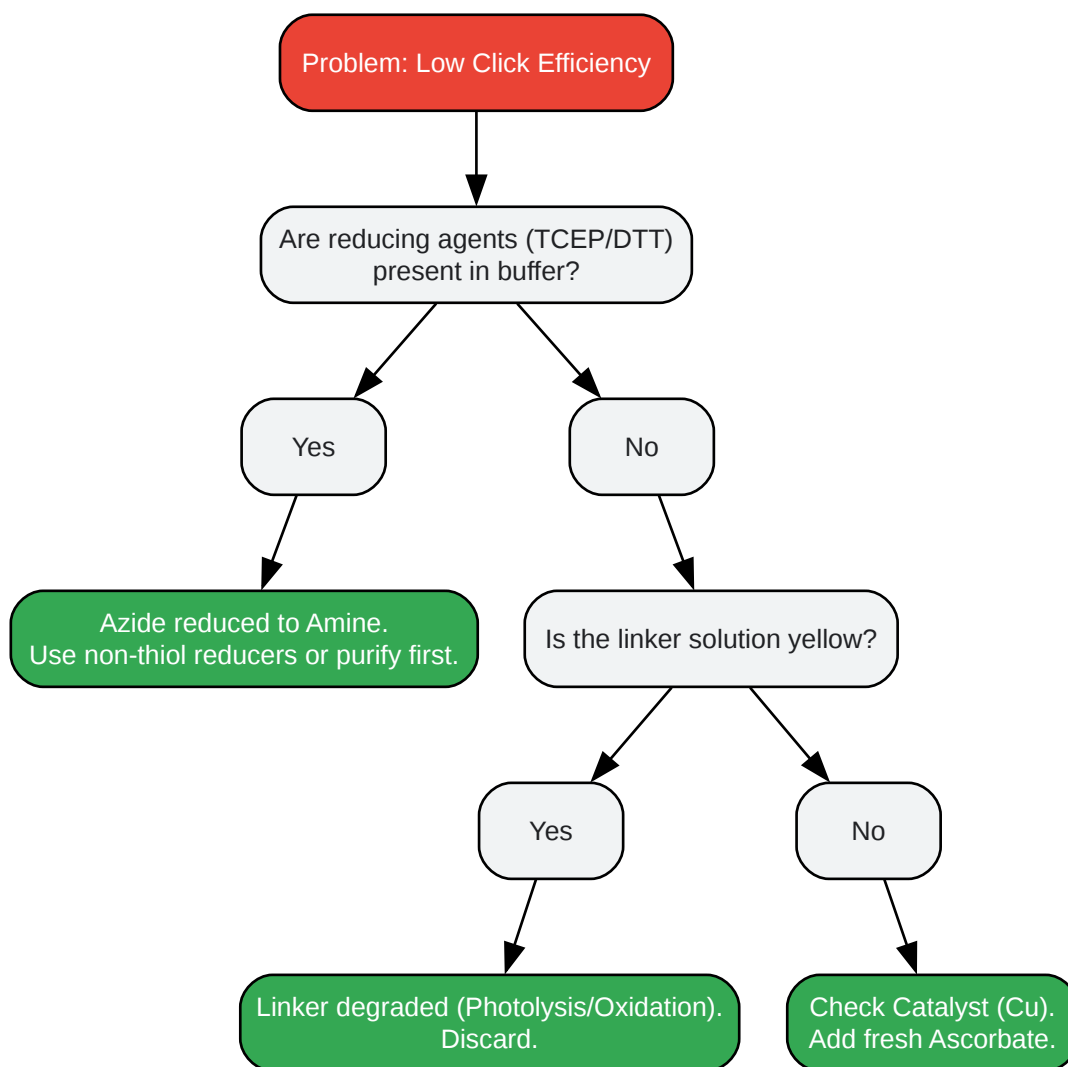 Problem: Low Click Efficiency
Are reducing agents (TCEP/DTT)
present in buffer?
Yes
No
Azide reduced to Amine.
Use non-thiol reducers or purify first.
Is the linker solution yellow?
Yes
No
Linker degraded (Photolysis/Oxidation).
Discard.
Check Catalyst (Cu).
Add fresh Ascorbate.